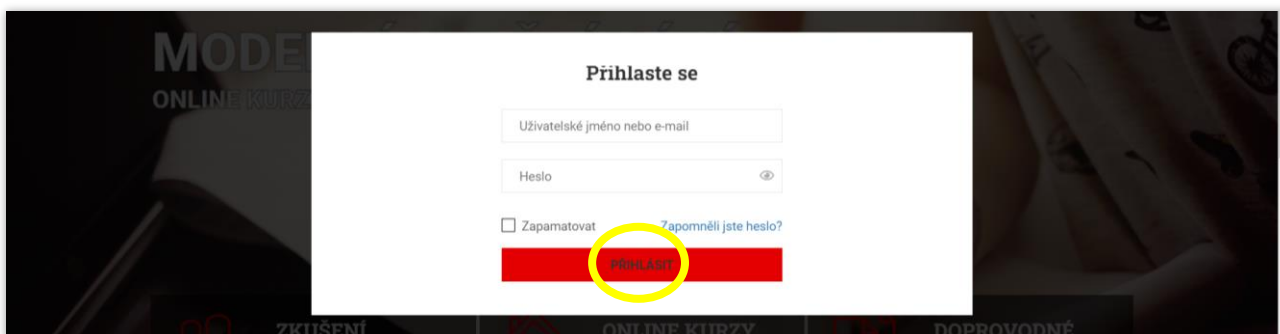 MODE
ONLINE KURZ
Přihlaste se
Uživatelské jméno nebo e-mail
Heslo
Zapamatovat Zapomněli jste heslo?
PŘIHLÁSIT
ZKUŠENÍ ONLINE KURZY DOPROVODNÉ